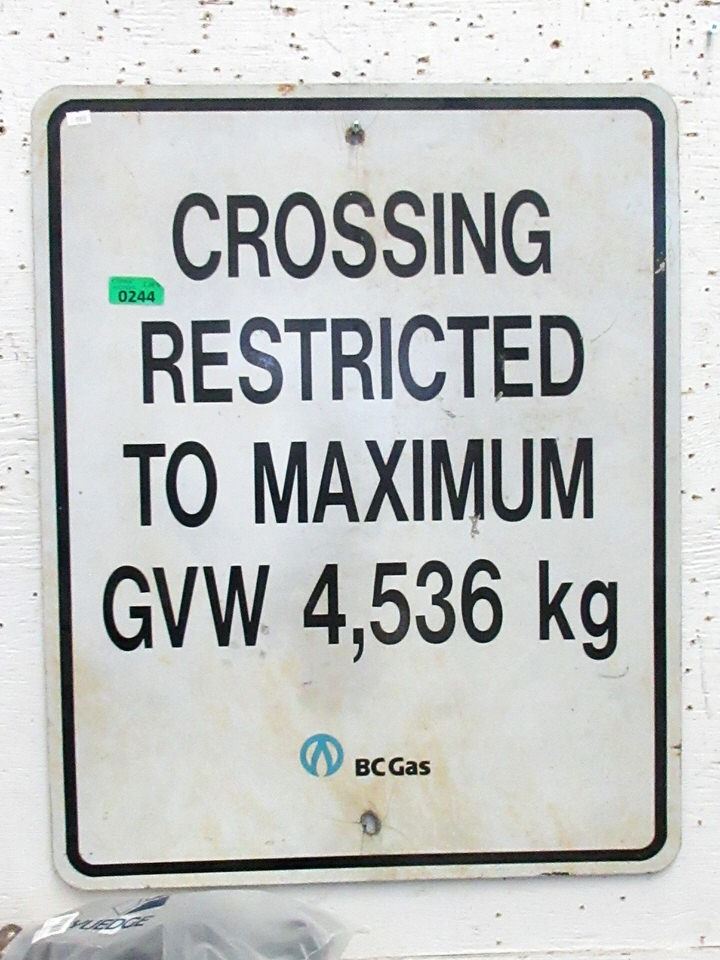 CROSSING
0244
RESTRICTED
TO MAXIMUM
GVW 4,536 kg
BC Gas